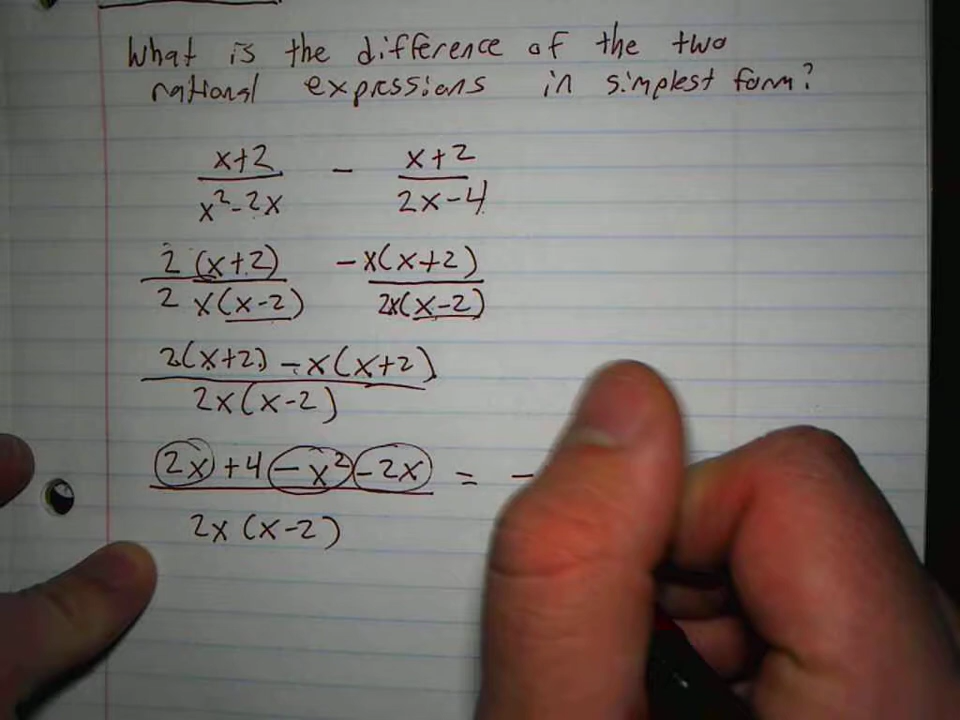 What is the difference of the two
rational expressions in simplest form?
x+2 / x²-2x - x+2 / 2x-4
2 (x+2) / 2 x(x-2) -x(x+2) / 2x(x-2)
2(x+2) - x(x+2) / 2x(x-2)
2x +4 -x² -2x / 2x(x-2) = -